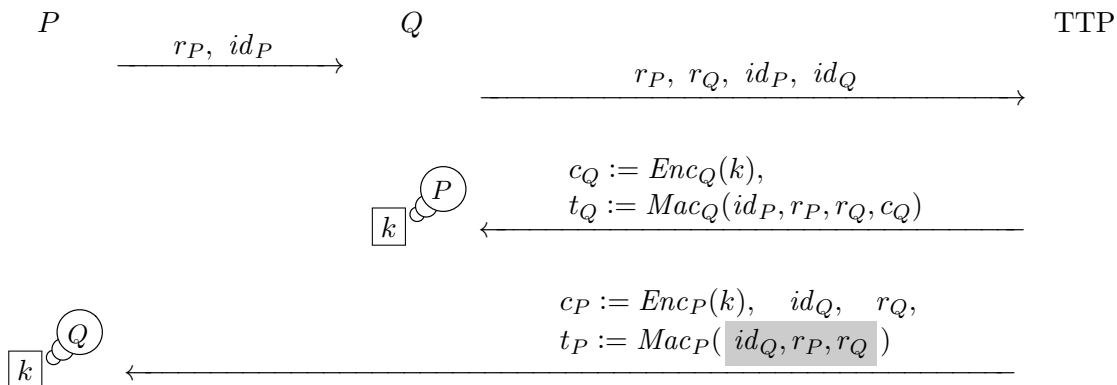 P Q TTP
r_P, id_P
r_P, r_Q, id_P, id_Q
c_Q := Enc_Q(k),
t_Q := Mac_Q(id_P, r_P, r_Q, c_Q)
P
k
c_P := Enc_P(k), id_Q, r_Q,
t_P := Mac_P( id_Q, r_P, r_Q )
Q
k